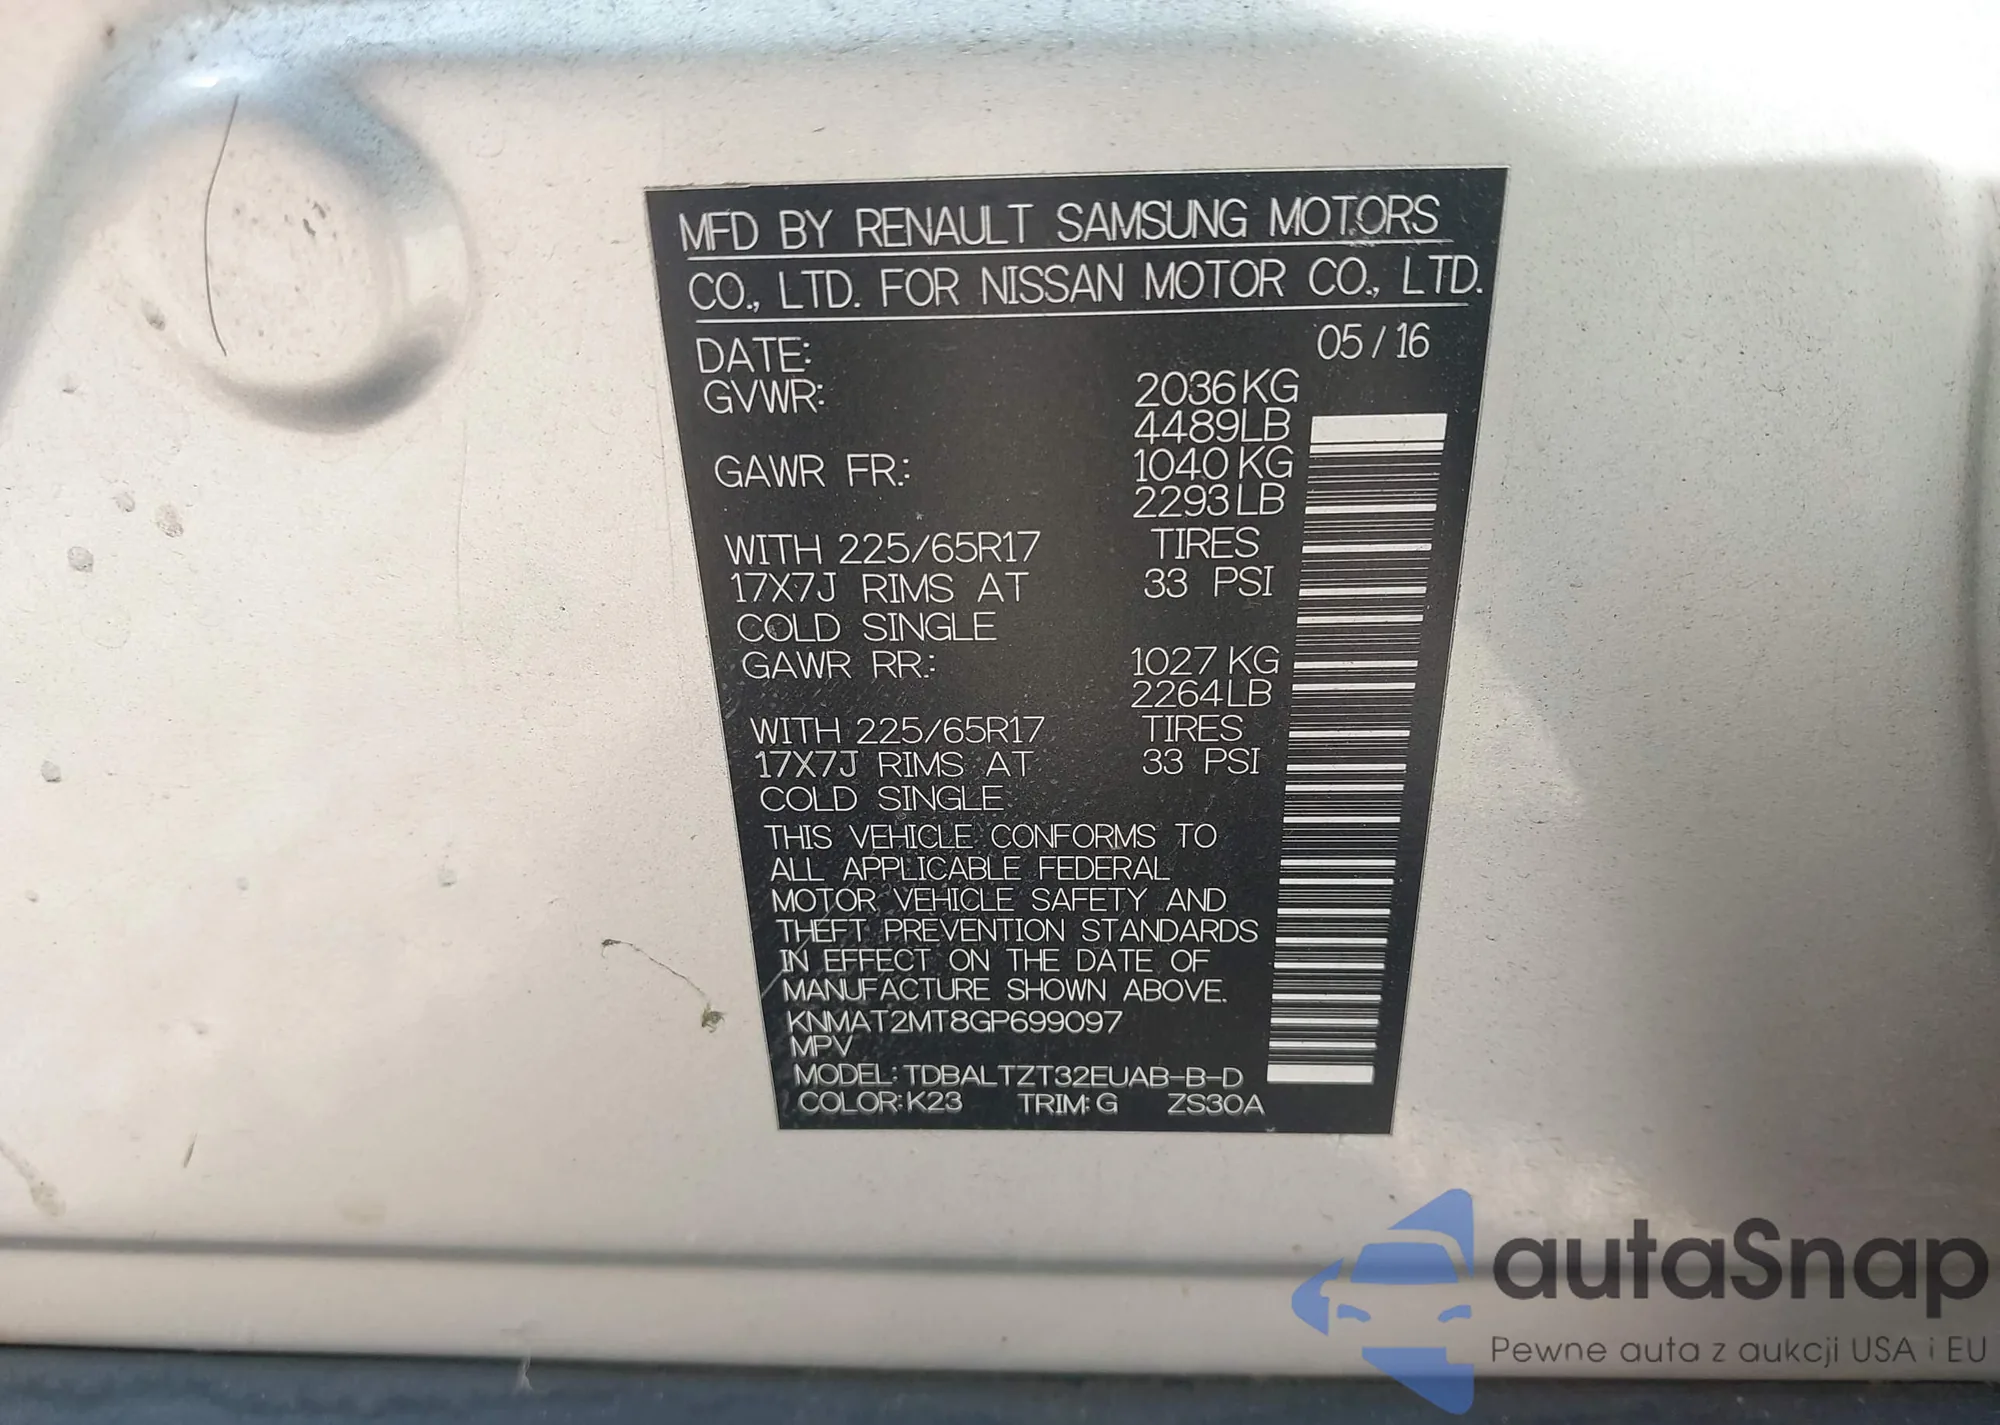 MFD BY RENAULT SAMSUNG MOTORS
CO., LTD. FOR NISSAN MOTOR CO., LTD.
DATE: 05 / 16
GVWR: 2036 KG
4489 LB
GAWR FR.: 1040 KG
2293 LB
WITH 225/65R17 TIRES
17X7J RIMS AT 33 PSI
COLD SINGLE
GAWR RR.: 1027 KG
2264 LB
WITH 225/65R17 TIRES
17X7J RIMS AT 33 PSI
COLD SINGLE
THIS VEHICLE CONFORMS TO
ALL APPLICABLE FEDERAL
MOTOR VEHICLE SAFETY AND
THEFT PREVENTION STANDARDS
IN EFFECT ON THE DATE OF
MANUFACTURE SHOWN ABOVE.
KNMAT2MT8GP699097
MPV
MODEL: TDBALTZT32EUAB-B-D
COLOR: K23 TRIM: G ZS30A
autaSnap
Pewne auta z aukcji USA i EU